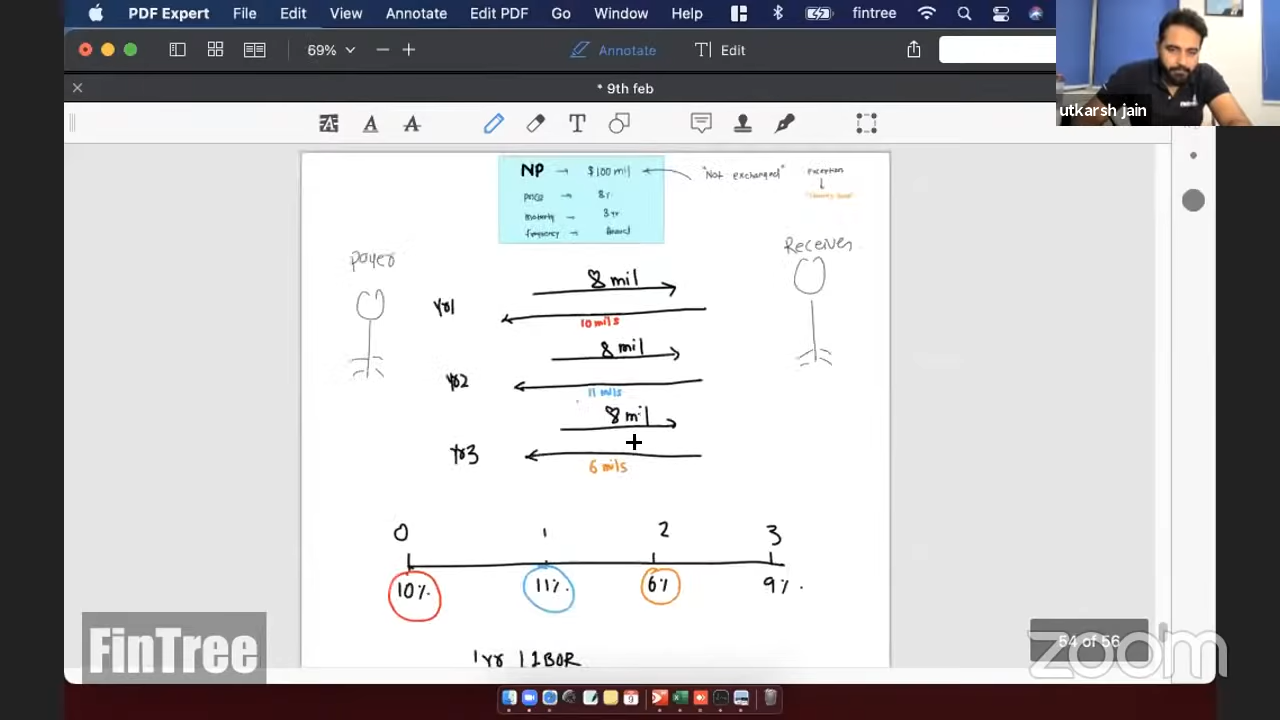 PDF Expert File Edit View Annotate Edit PDF Go Window Help fintree
69% Annotate T Edit
* 9th feb
utkarsh jain
NP → $100 mil "Not exchanged" exception
price → 8%
maturity → 3yr
frequency → Annual
Payer
Receiver
Yr1
8 mil
10 mils
Yr2
8 mil
11 mils
Yr3
8 mil
6 mils
0 1 2 3
10%. 11%. 6% 9%.
1yr LIBOR
FinTree
54 of 56
zoom